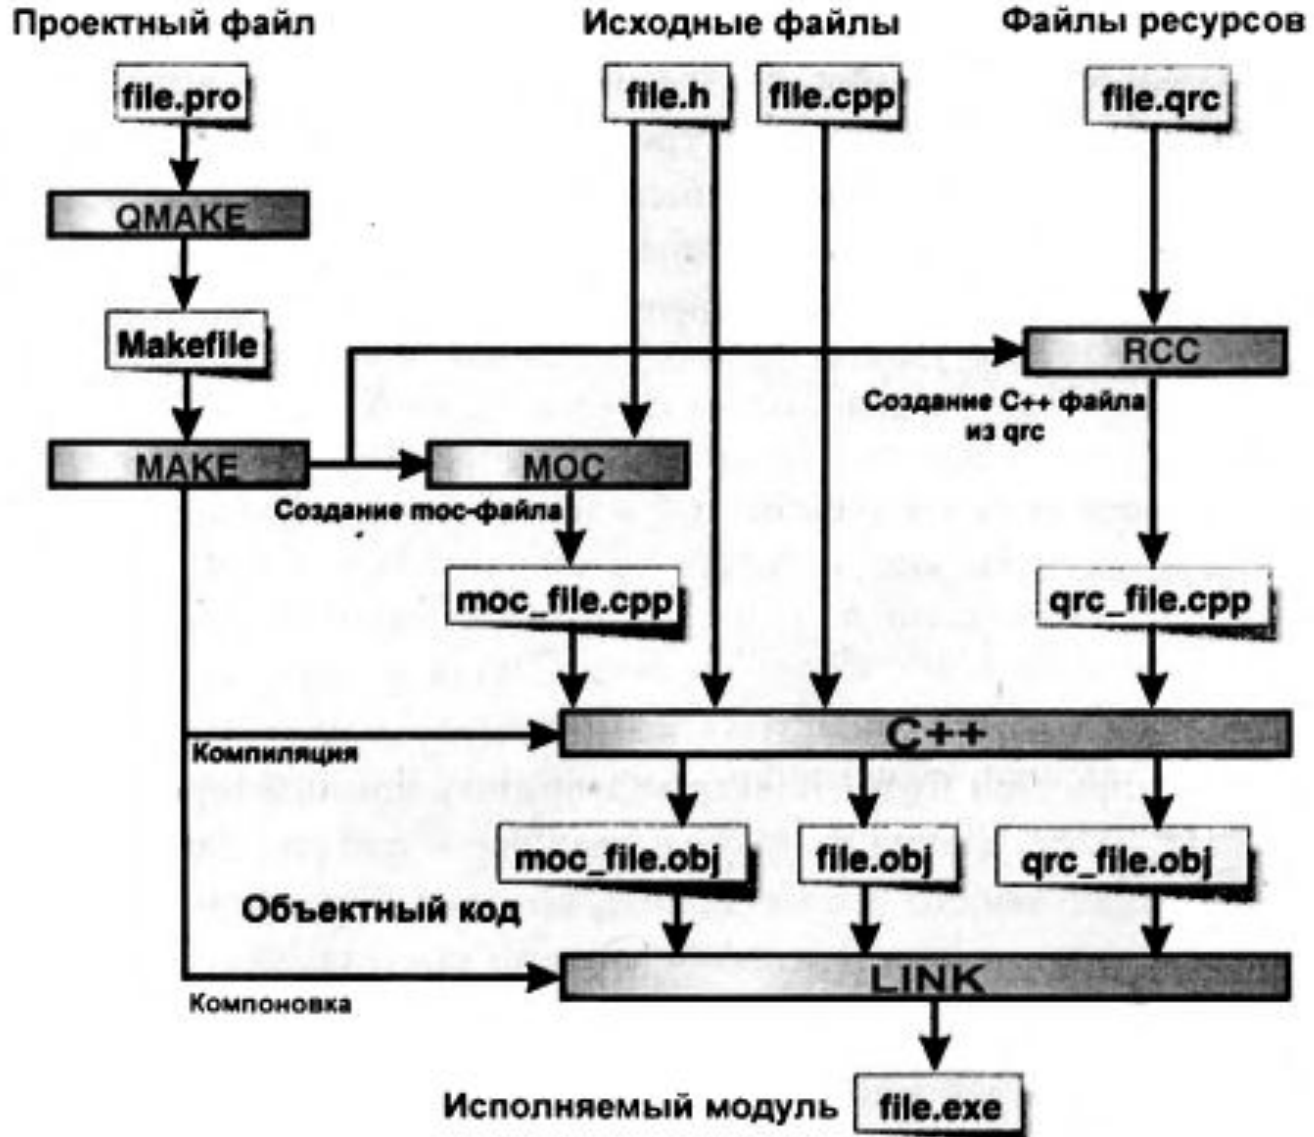 Проектный файл
Исходные файлы
Файлы ресурсов
file.pro
file.h
file.cpp
file.qrc
QMAKE
Makefile
RCC
Создание C++ файла
из qrc
MAKE
MOC
Создание moc-файла
moc_file.cpp
qrc_file.cpp
C++
Компиляция
moc_file.obj
file.obj
qrc_file.obj
Объектный код
LINK
Компоновка
Исполняемый модуль
file.exe